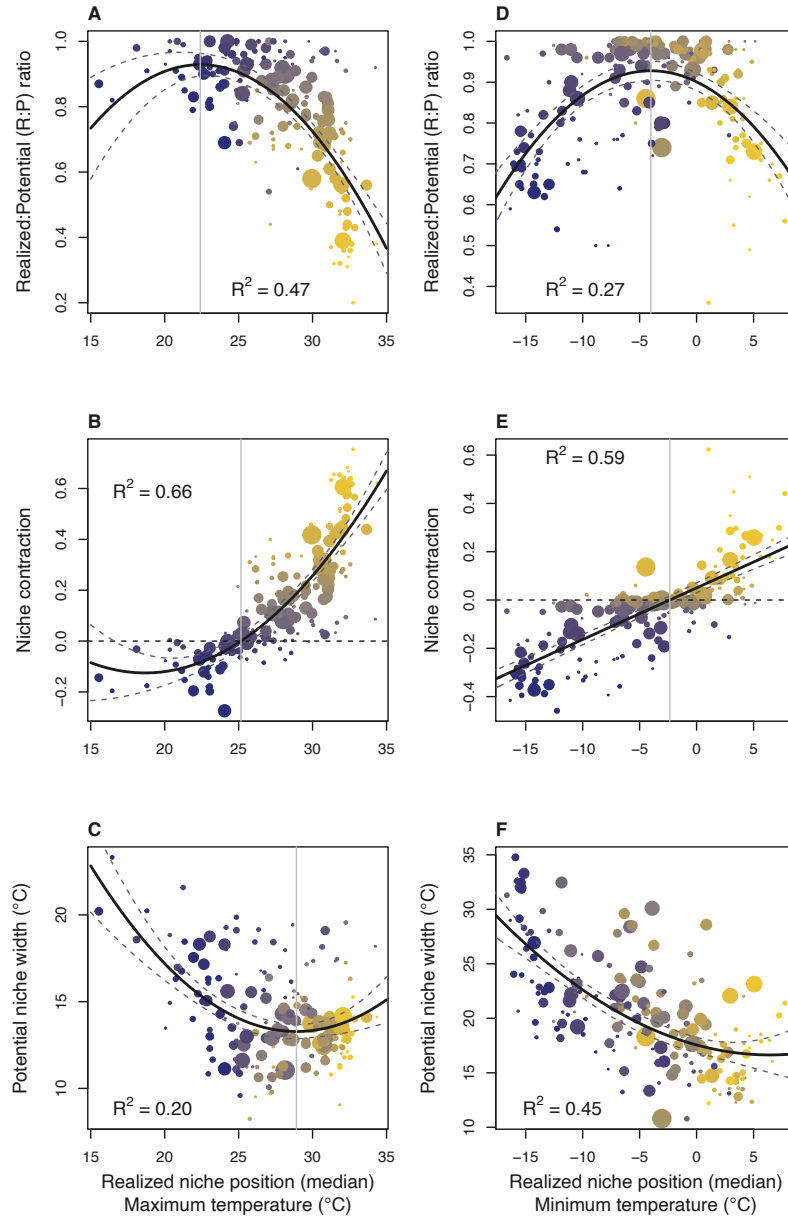 A
Realized:Potential (R:P) ratio
1.0
0.8
0.6
0.4
0.2
R² = 0.47
15 20 25 30 35
D
Realized:Potential (R:P) ratio
1.0
0.9
0.8
0.7
0.6
0.5
0.4
R² = 0.27
−15 −10 −5 0 5
B
Niche contraction
0.6
0.4
0.2
0.0
−0.2
R² = 0.66
15 20 25 30 35
E
Niche contraction
0.6
0.4
0.2
0.0
−0.2
−0.4
R² = 0.59
−15 −10 −5 0 5
C
Potential niche width (°C)
20
15
10
R² = 0.20
15 20 25 30 35
Realized niche position (median)
Maximum temperature (°C)
F
Potential niche width (°C)
35
30
25
20
15
10
R² = 0.45
−15 −10 −5 0 5
Realized niche position (median)
Minimum temperature (°C)